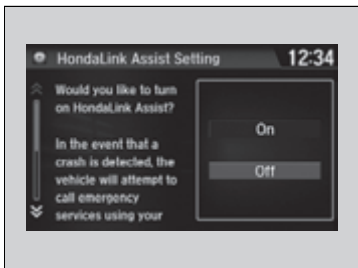 HondaLink Assist Setting
12:34
Would you like to turn
on HondaLink Assist?
In the event that a
crash is detected, the
vehicle will attempt to
call emergency
services using your
On
Off